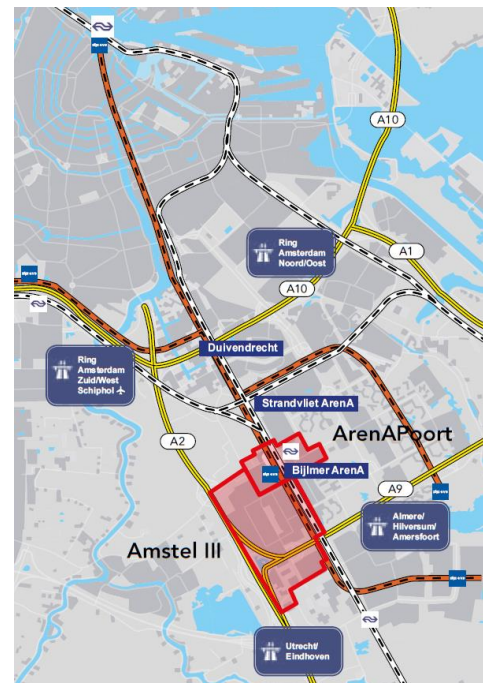 A10
Ring
Amsterdam
Noord/Oost
A1
A10
Duivendrecht
Ring
Amsterdam
Zuid/West
Schiphol
Strandvliet ArenA
A2
ArenAPoort
Bijlmer ArenA
A9
Almere/
Hilversum/
Amersfoort
Amstel III
Utrecht/
Eindhoven